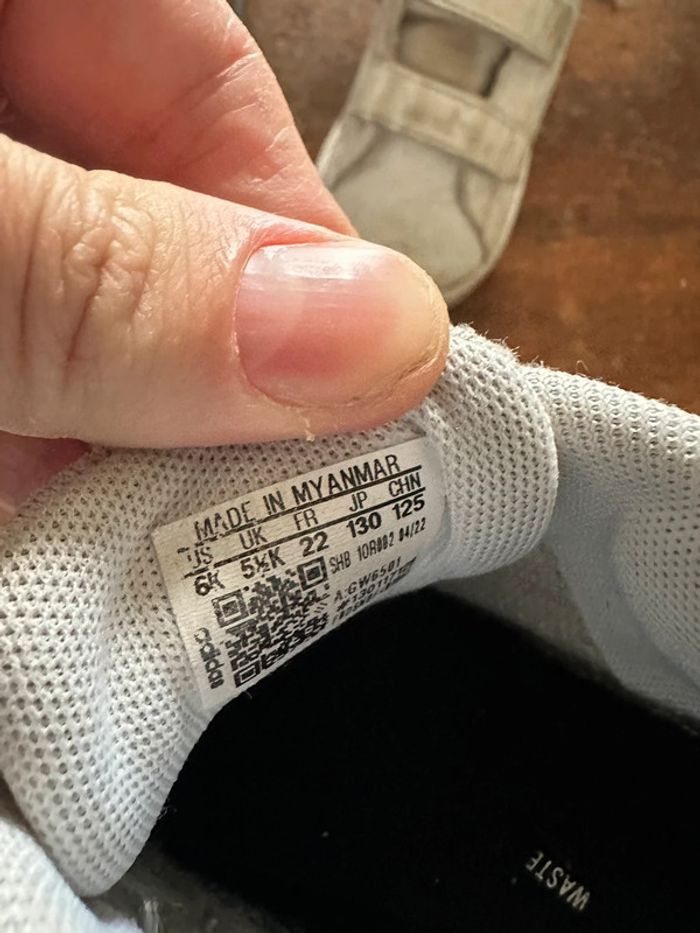 MADE IN MYANMAR
US UK FR JP CHN
6K 5½K 22 130 125
SHB 10R002 04/22
A:GW6501
adidas
WASTE